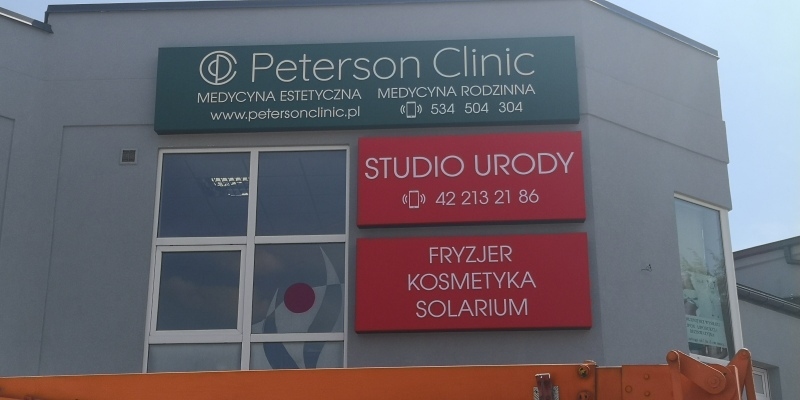 Peterson Clinic
MEDYCYNA ESTETYCZNA MEDYCYNA RODZINNA
www.petersonclinic.pl 534 504 304
STUDIO URODY
42 213 21 86
FRYZJER
KOSMETYKA
SOLARIUM